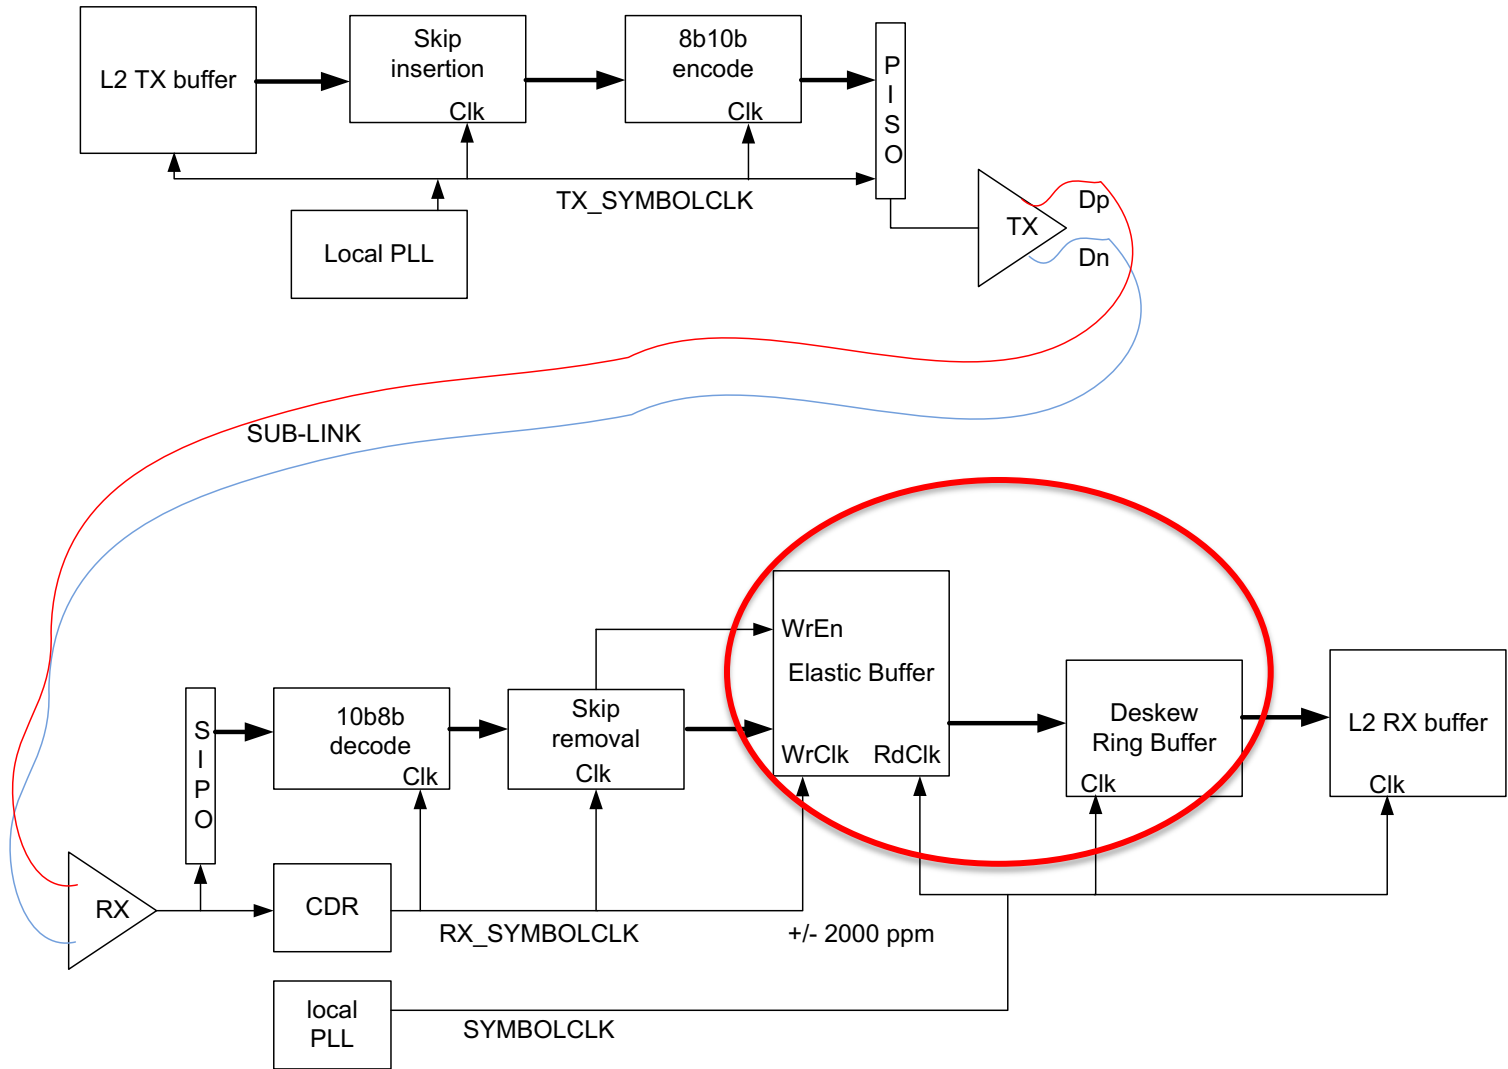 L2 TX buffer
Skip
insertion
Clk
8b10b
encode
Clk
P
I
S
O
TX_SYMBOLCLK
Local PLL
TX
Dp
Dn
SUB-LINK
WrEn
Elastic Buffer
WrClk
RdClk
S
I
P
O
10b8b
decode
Clk
Skip
removal
Clk
Deskew
Ring Buffer
Clk
L2 RX buffer
Clk
RX
CDR
RX_SYMBOLCLK
+/- 2000 ppm
local
PLL
SYMBOLCLK